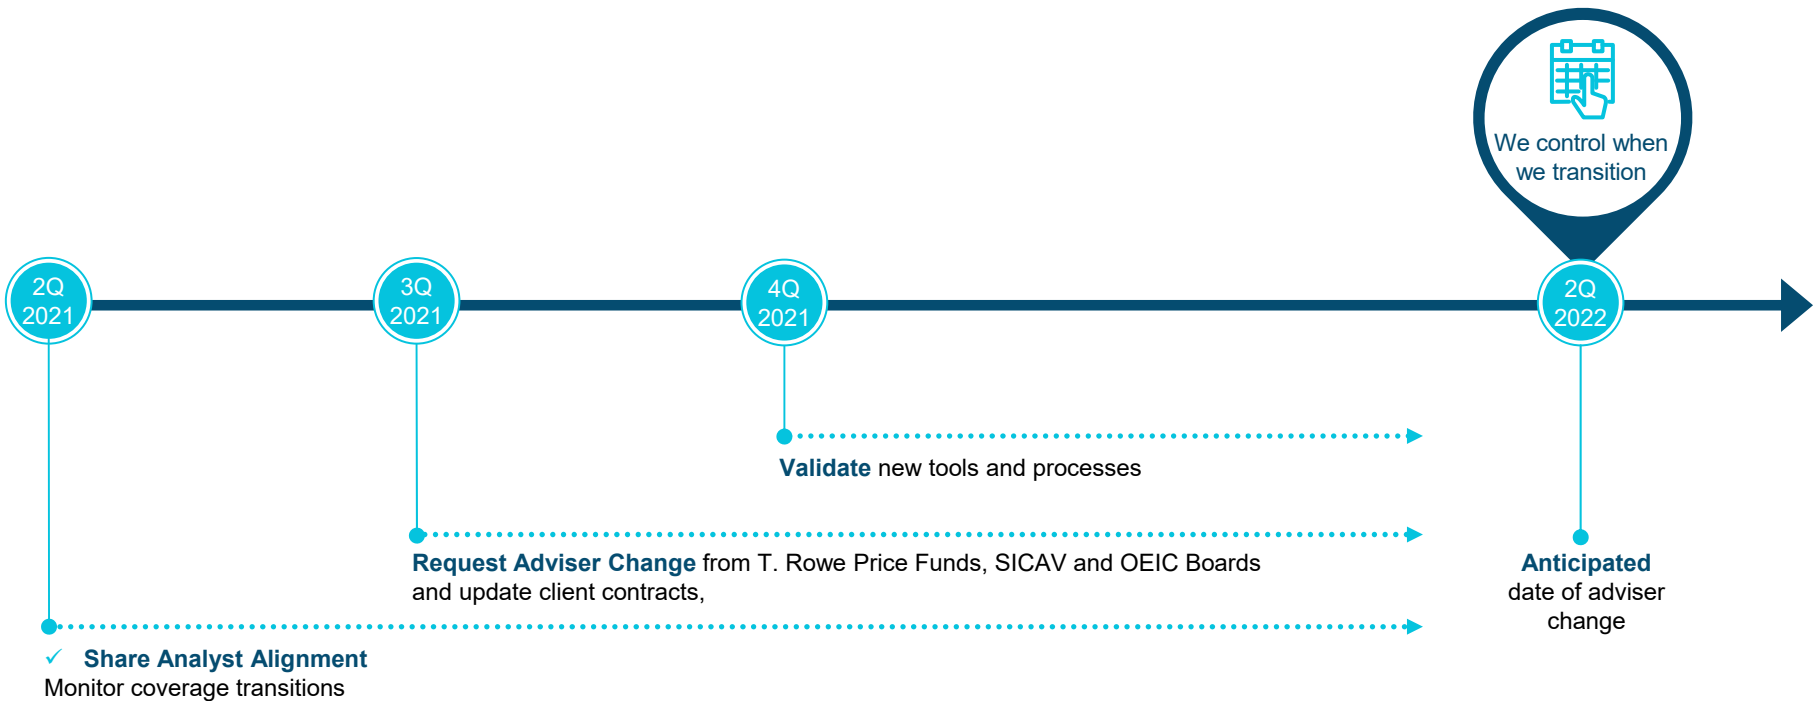 We control when
we transition
2Q
2021
3Q
2021
4Q
2021
2Q
2022
Validate new tools and processes
Request Adviser Change from T. Rowe Price Funds, SICAV and OEIC Boards
and update client contracts,
Anticipated
date of adviser
change
✓ Share Analyst Alignment
Monitor coverage transitions